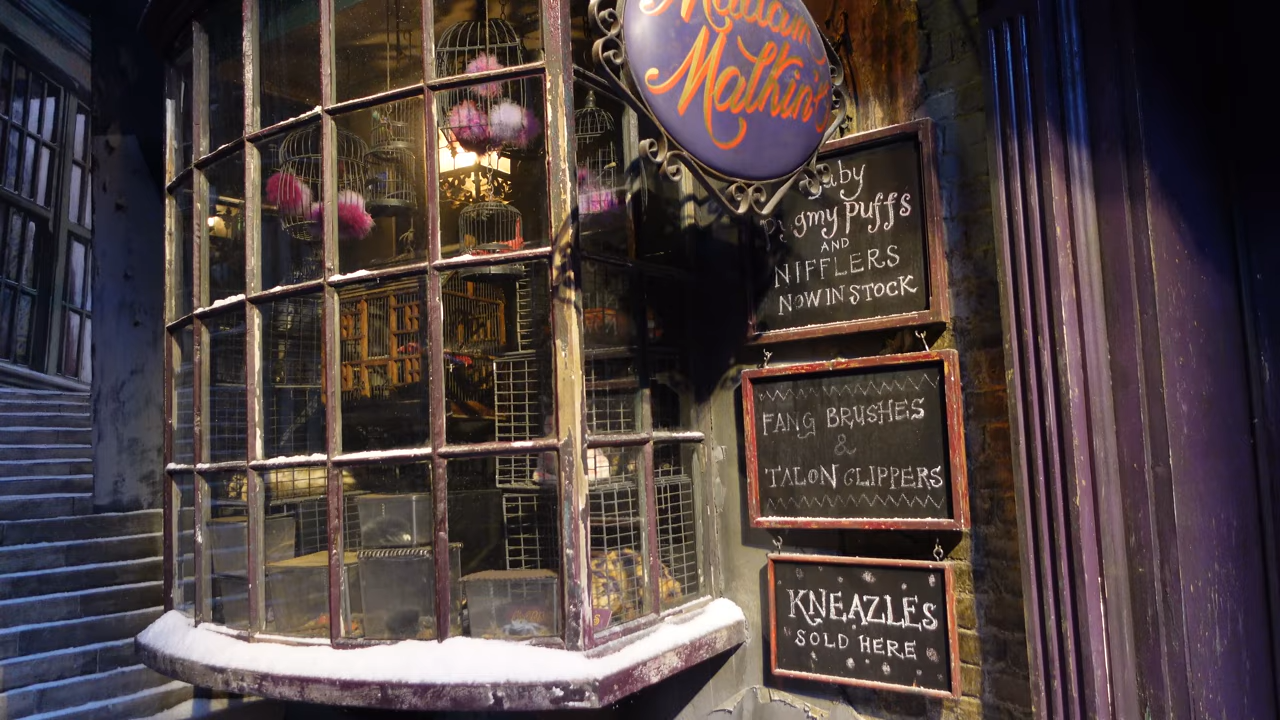 Madam
Malkin's
Baby
Pygmy Puffs
AND
NIFFLERS
NOW IN STOCK
FANG BRUSHES
&
TALON CLIPPERS
KNEAZLES
SOLD HERE